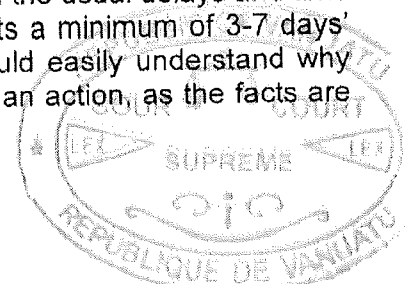 the usual delays
ts a minimum of 3-7 days'
ould easily understand why
an action, as the facts are
COUR
COURT
LEX
SUPREME
LEX
REPUBLIQUE DE VANUATU